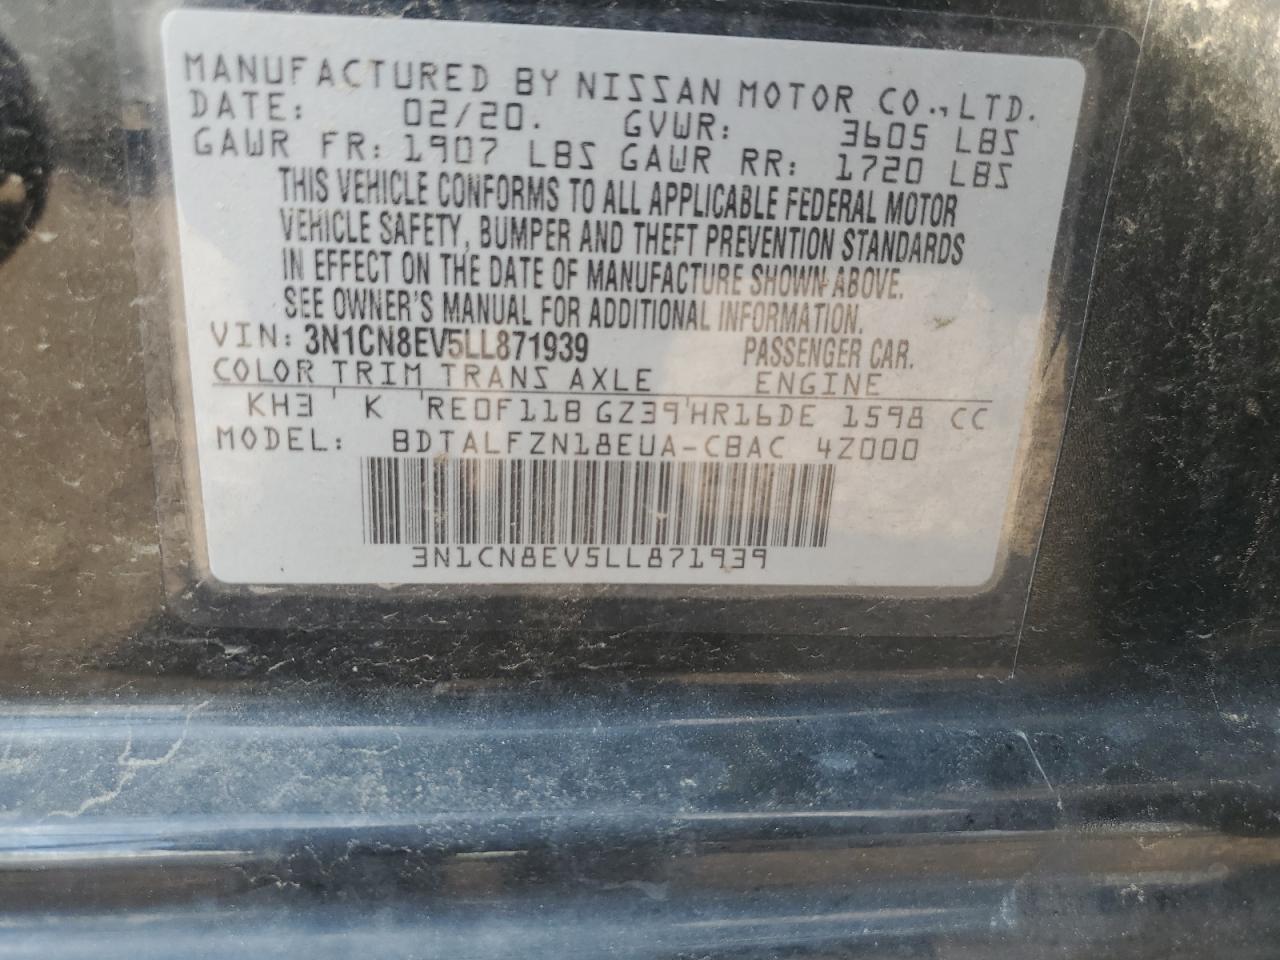 MANUFACTURED BY NISSAN MOTOR CO., LTD.
DATE: 02/20. GVWR: 3605 LBS
GAWR FR: 1907 LBS GAWR RR: 1720 LBS
THIS VEHICLE CONFORMS TO ALL APPLICABLE FEDERAL MOTOR
VEHICLE SAFETY, BUMPER AND THEFT PREVENTION STANDARDS
IN EFFECT ON THE DATE OF MANUFACTURE SHOWN ABOVE.
SEE OWNER'S MANUAL FOR ADDITIONAL INFORMATION.
VIN: 3N1CN8EV5LL871939 PASSENGER CAR.
COLOR TRIM TRANS AXLE ENGINE
KH3 K RE0F11B GZ39 HR16DE 1598 CC
MODEL: BDTALFZN18EUA-CBAC 4Z000
3N1CN8EV5LL871939